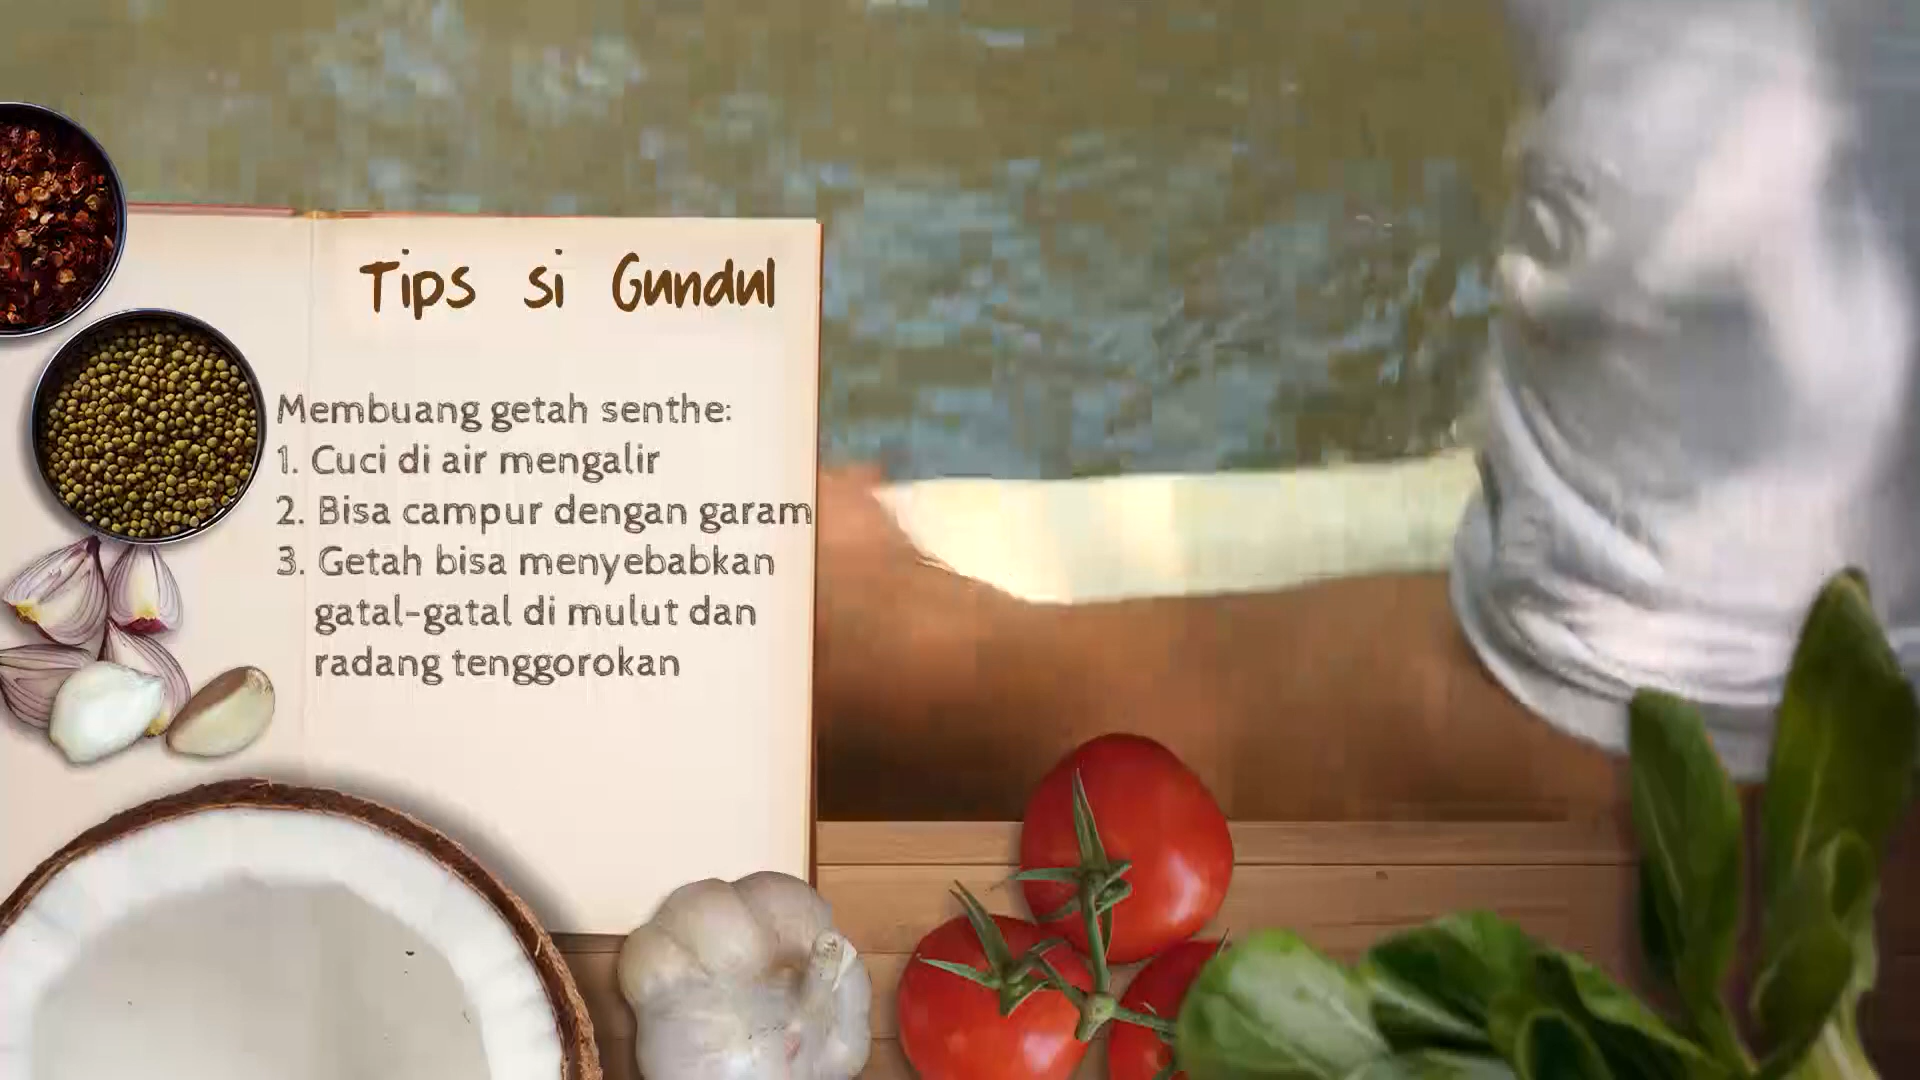 Tips si Gundul
Membuang getah senthe:
1. Cuci di air mengalir
2. Bisa campur dengan garam
3. Getah bisa menyebabkan
gatal-gatal di mulut dan
radang tenggorokan